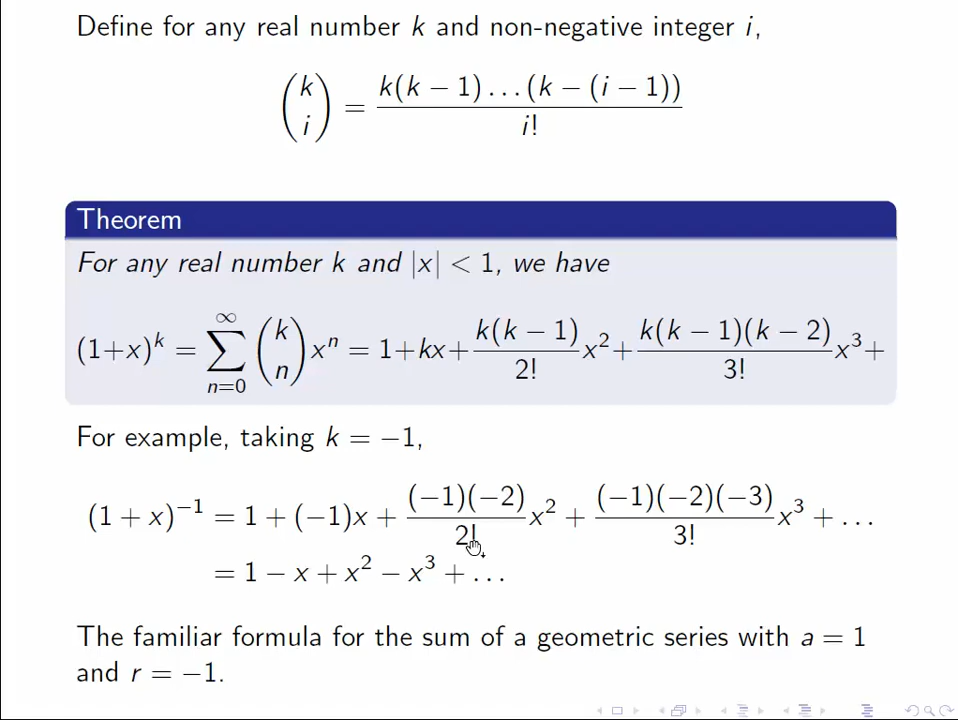 Define for any real number k and non-negative integer i,
(k i) = k(k − 1)...(k − (i − 1)) / i!
Theorem
For any real number k and |x| < 1, we have
(1+x)^k = ∑_{n=0}^{∞} (k n) x^n = 1+kx+ k(k − 1)/2! x^2 + k(k − 1)(k − 2)/3! x^3 +
For example, taking k = −1,
(1 + x)^{−1} = 1 + (−1)x + (−1)(−2)/2! x^2 + (−1)(−2)(−3)/3! x^3 + ...
= 1 − x + x^2 − x^3 + ...
The familiar formula for the sum of a geometric series with a = 1
and r = −1.